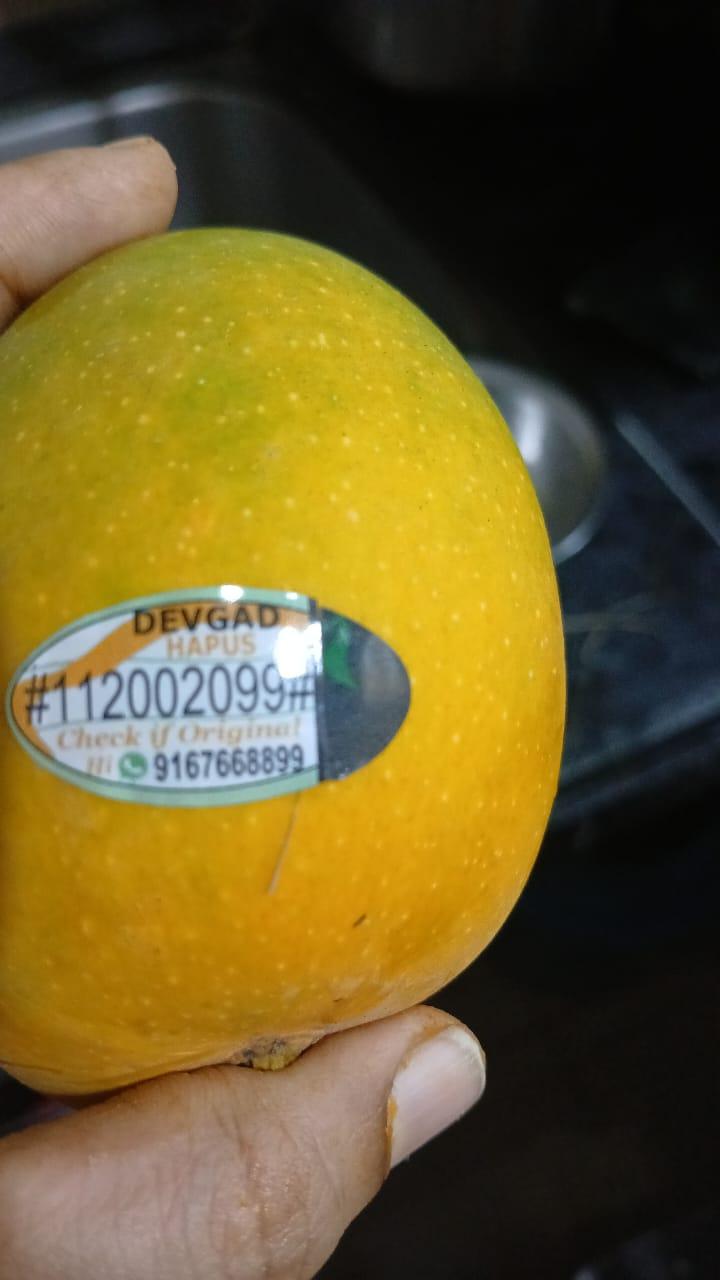 DEVGAD
HAPUS
#112002099#
Check if Original
Hi 9167668899